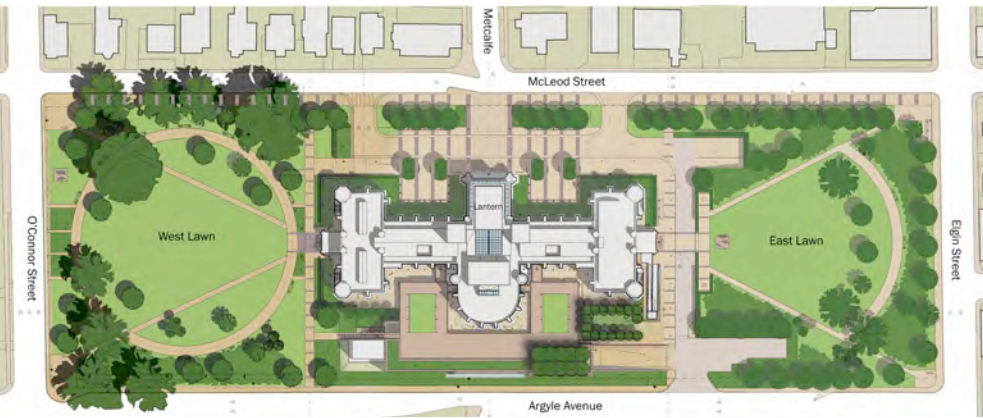 Metcalfe
McLeod Street
Lantern
O'Connor Street
West Lawn
East Lawn
Elgin Street
Argyle Avenue